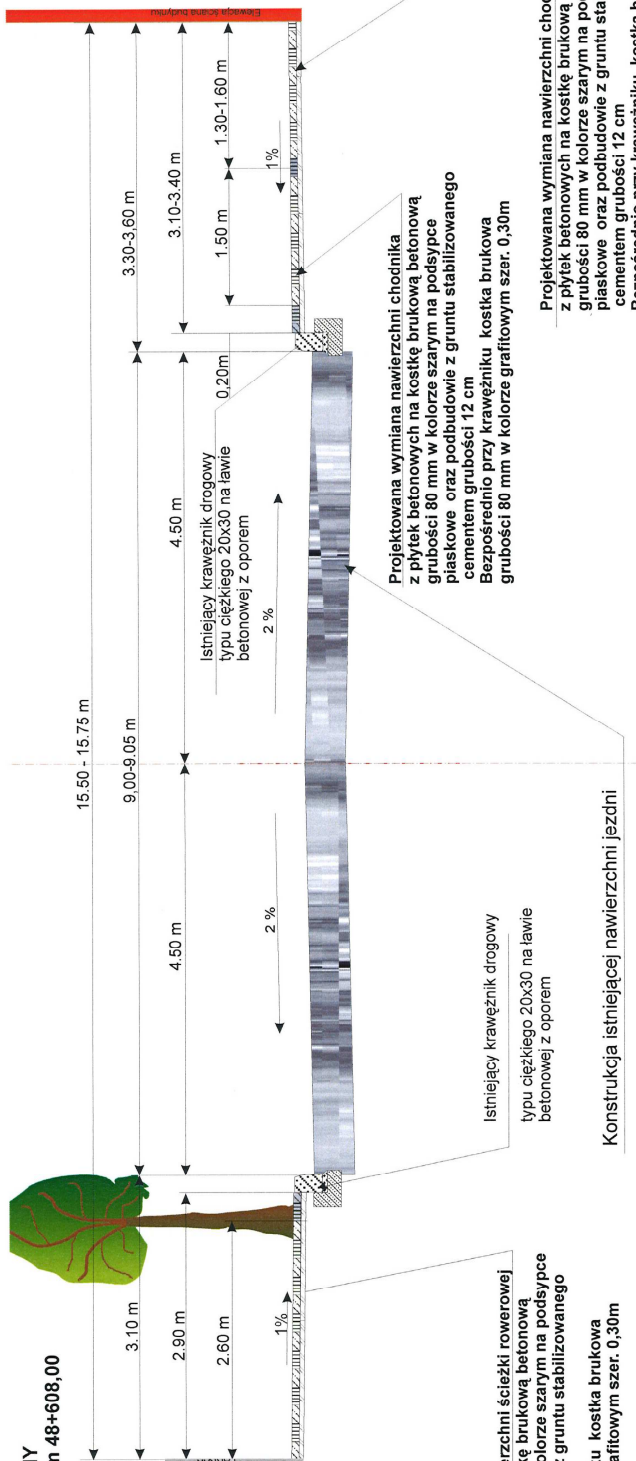 NY
m 48+608,00
Elewacja ściana budynku
15.50 - 15.75 m
3.10 m
9,00-9.05 m
3.30-3,60 m
2.90 m
4.50 m
4.50 m
3.10-3.40 m
2.60 m
0,20m
1.50 m
1.30-1.60 m
1%
2 %
2 %
1%
Istniejący krawężnik drogowy
typu ciężkiego 20x30 na ławie
betonowej z oporem
Projektowana wymiana nawierzchni chodnika
z płytek betonowych na kostkę brukową betonową
grubości 80 mm w kolorze szarym na podsypce
piaskowe oraz podbudowie z gruntu stabilizowanego
cementem grubości 12 cm
Bezpośrednio przy krawężniku kostka brukowa
grubości 80 mm w kolorze grafitowym szer. 0,30m
Istniejący krawężnik drogowy
typu ciężkiego 20x30 na ławie
betonowej z oporem
Konstrukcja istniejącej nawierzchni jezdni
erzchni ścieżki rowerowej
kę brukową betonową
olorze szarym na podsypce
z gruntu stabilizowanego
ku kostka brukowa
rafitowym szer. 0,30m
Projektowana wymiana nawierzchni chod
z płytek betonowych na kostkę brukową
grubości 80 mm w kolorze szarym na po
piaskowe oraz podbudowie z gruntu sta
cementem grubości 12 cm